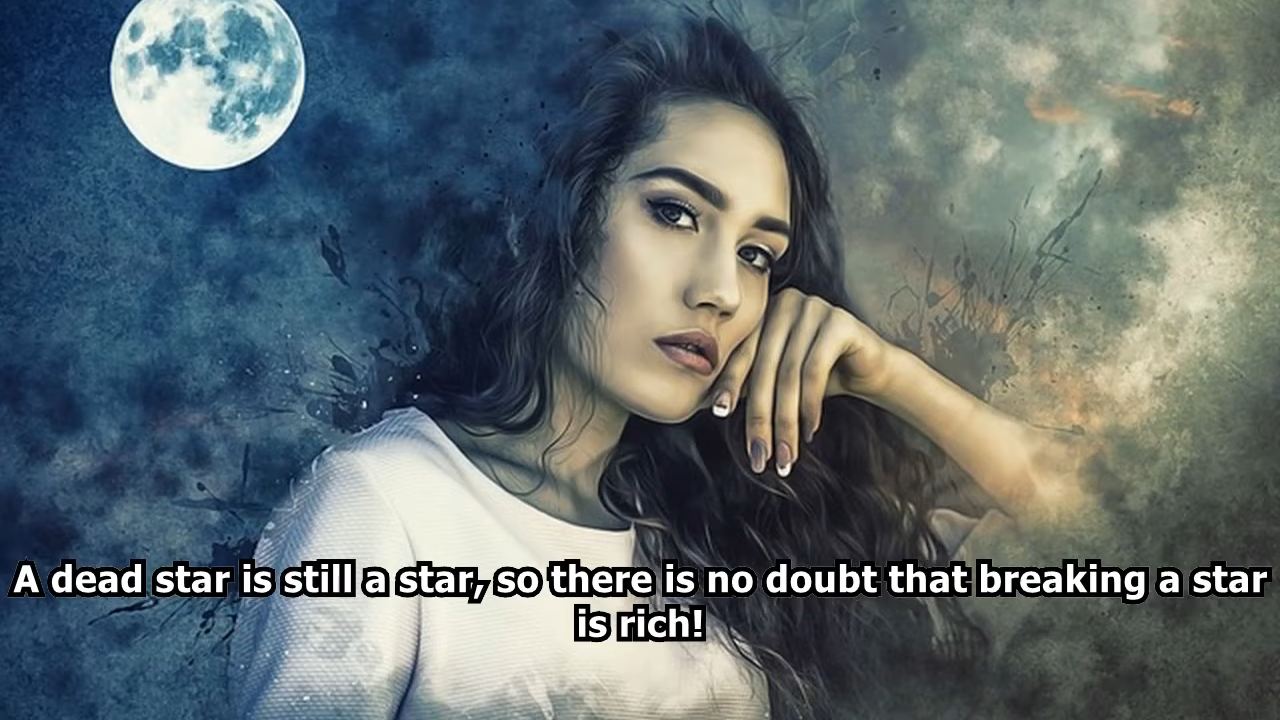 A dead star is still a star, so there is no doubt that breaking a star
is rich!